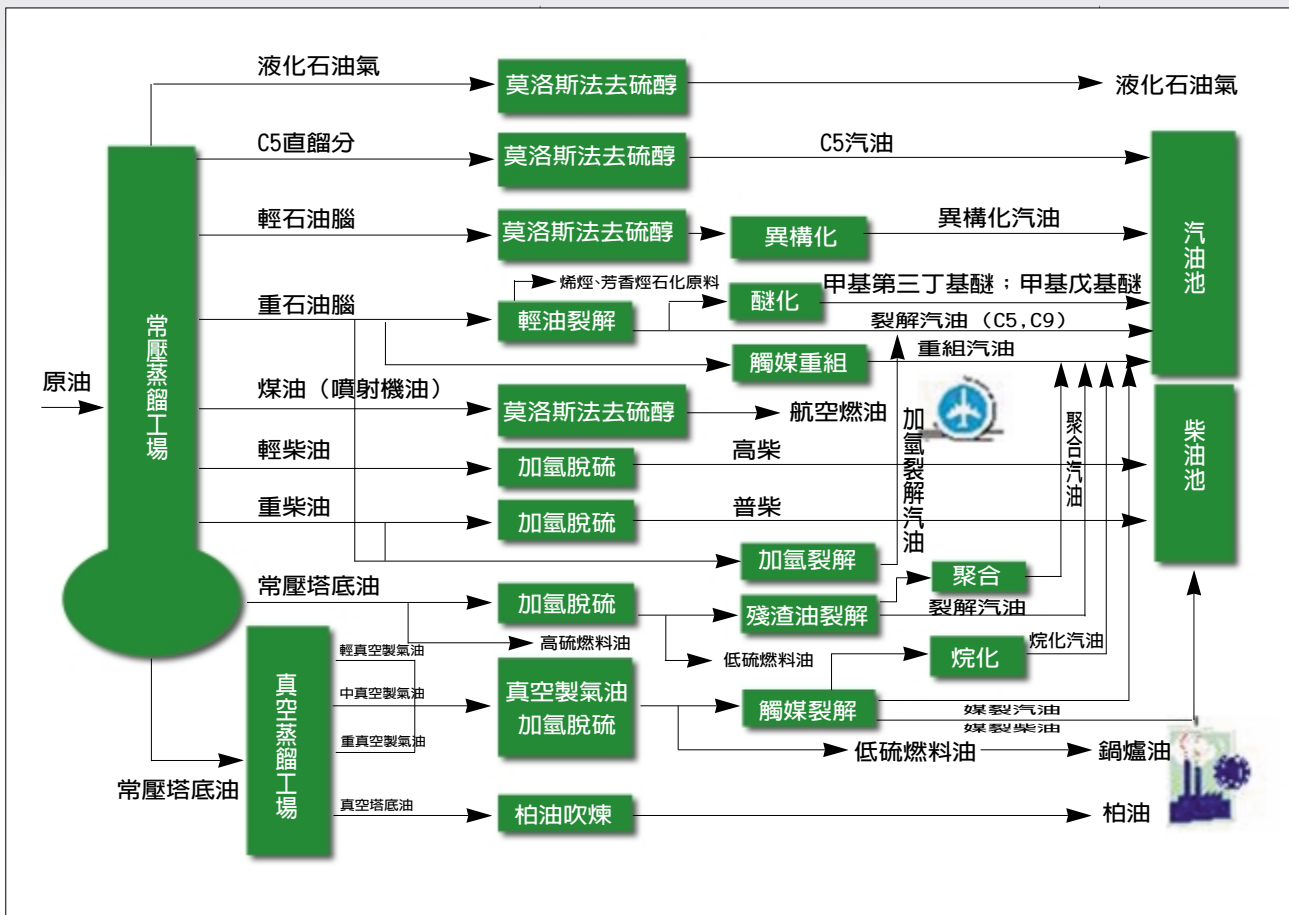 液化石油氣
莫洛斯法去硫醇
液化石油氣
C5直餾分
莫洛斯法去硫醇
C5汽油
輕石油腦
莫洛斯法去硫醇
異構化
異構化汽油
汽油池
烯烴、芳香烴石化原料
重石油腦
輕油裂解
醚化
甲基第三丁基醚；甲基戊基醚
裂解汽油（C5,C9）
觸媒重組
重組汽油
原油
常壓蒸餾工場
煤油（噴射機油）
莫洛斯法去硫醇
航空燃油
加氫裂解汽油
聚合汽油
柴油池
輕柴油
加氫脫硫
高柴
重柴油
加氫脫硫
普柴
加氫裂解
聚合
常壓塔底油
加氫脫硫
殘渣油裂解
裂解汽油
高硫燃料油
低硫燃料油
烷化
烷化汽油
真空蒸餾工場
輕真空製氣油
中真空製氣油
重真空製氣油
真空製氣油
加氫脫硫
觸媒裂解
媒裂汽油
媒裂柴油
低硫燃料油
鍋爐油
常壓塔底油
真空塔底油
柏油吹煉
柏油